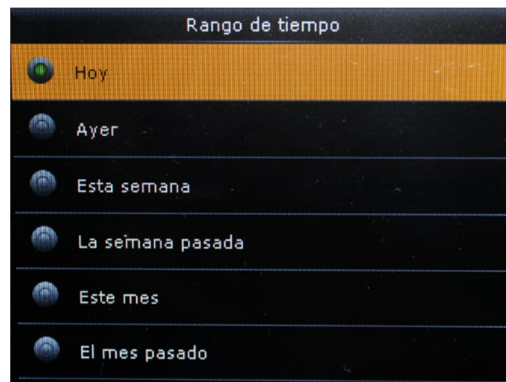 Rango de tiempo
Hoy
Ayer
Esta semana
La semana pasada
Este mes
El mes pasado